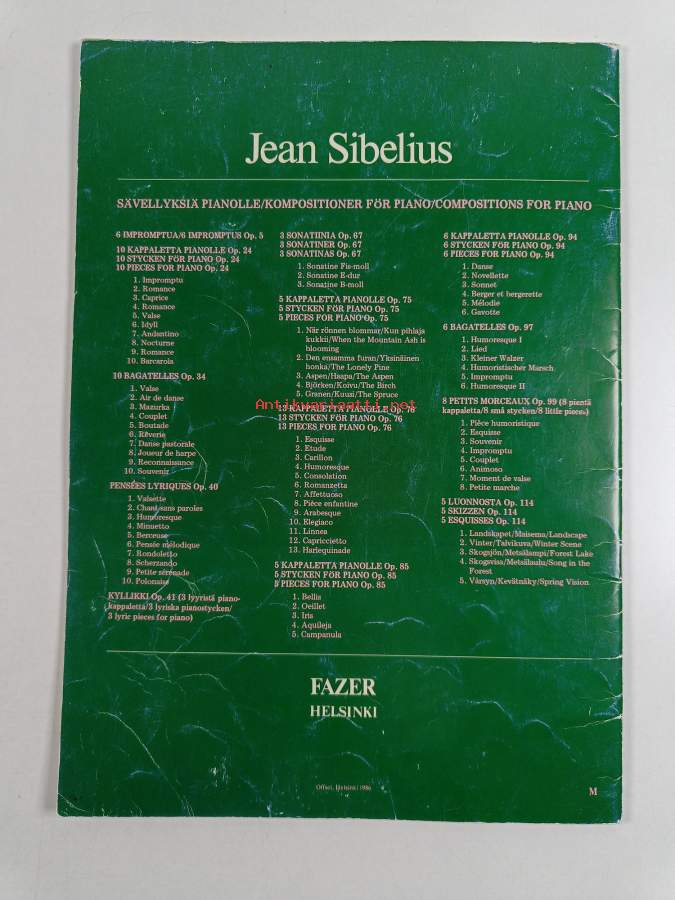 Jean Sibelius
SÄVELLYKSIÄ PIANOLLE/KOMPOSITIONER FÖR PIANO/COMPOSITIONS FOR PIANO
6 IMPROMPTUA/6 IMPROMPTUS Op. 5
10 KAPPALETTA PIANOLLE Op. 24
10 STYCKEN FÖR PIANO Op. 24
10 PIECES FOR PIANO Op. 24
1. Impromptu
2. Romance
3. Caprice
4. Romance
5. Valse
6. Idyll
7. Andantino
8. Nocturne
9. Romance
10. Barcarola
10 BAGATELLES Op. 34
1. Valse
2. Air de danse
3. Mazurka
4. Couplet
5. Boutade
6. Rêverie
7. Danse pastorale
8. Joueur de harpe
9. Reconnaissance
10. Souvenir
PENSÉES LYRIQUES Op. 40
1. Valsette
2. Chant sans paroles
3. Humoresque
4. Minuetto
5. Berceuse
6. Pensée mélodique
7. Rondoletto
8. Scherzando
9. Petite sérénade
10. Polonaise
KYLLIKKI Op. 41 (3 lyyristä piano-
kappaletta/3 lyriska pianostycken/
3 lyric pieces for piano)
3 SONATIINIA Op. 67
3 SONATINER Op. 67
3 SONATINAS Op. 67
1. Sonatine Fis-moll
2. Sonatine E-dur
3. Sonatine B-moll
5 KAPPALETTA PIANOLLE Op. 75
5 STYCKEN FÖR PIANO Op. 75
5 PIECES FOR PIANO Op. 75
1. När rönnen blommar/Kun pihlaja
kukkii/When the Mountain Ash is
blooming
2. Den ensamma furan/Yksinäinen
honka/The Lonely Pine
3. Aspen/Haapa/The Aspen
4. Björken/Koivu/The Birch
5. Granen/Kuusi/The Spruce
Antikvariaatti.net
13 KAPPALETTA PIANOLLE Op. 76
13 STYCKEN FÖR PIANO Op. 76
13 PIECES FOR PIANO Op. 76
1. Esquisse
2. Etude
3. Carillon
4. Humoresque
5. Consolation
6. Romanzetta
7. Affettuoso
8. Pièce enfantine
9. Arabesque
10. Elegiaco
11. Linnea
12. Capriccietto
13. Harlequinade
5 KAPPALETTA PIANOLLE Op. 85
5 STYCKEN FÖR PIANO Op. 85
5 PIECES FOR PIANO Op. 85
1. Bellis
2. Oeillet
3. Iris
4. Aquileja
5. Campanula
6 KAPPALETTA PIANOLLE Op. 94
6 STYCKEN FÖR PIANO Op. 94
6 PIECES FOR PIANO Op. 94
1. Danse
2. Novellette
3. Sonnet
4. Berger et bergerette
5. Mélodie
6. Gavotte
6 BAGATELLES Op. 97
1. Humoresque I
2. Lied
3. Kleiner Walzer
4. Humoristischer Marsch
5. Impromptu
6. Humoresque II
8 PETITS MORCEAUX Op. 99 (8 pientä
kappaletta/8 små stycken/8 little pieces)
1. Pièce humoristique
2. Esquisse
3. Souvenir
4. Impromptu
5. Couplet
6. Animoso
7. Moment de valse
8. Petite marche
5 LUONNOSTA Op. 114
5 SKIZZEN Op. 114
5 ESQUISSES Op. 114
1. Landskapet/Maisema/Landscape
2. Vinter/Talvikuva/Winter Scene
3. Skogsjön/Metsälampi/Forest Lake
4. Skogsviss/Metsälaulu/Song in the
Forest
5. Vårsyn/Kevätnäky/Spring Vision
FAZER
HELSINKI
Offset, Helsinki 1986
M